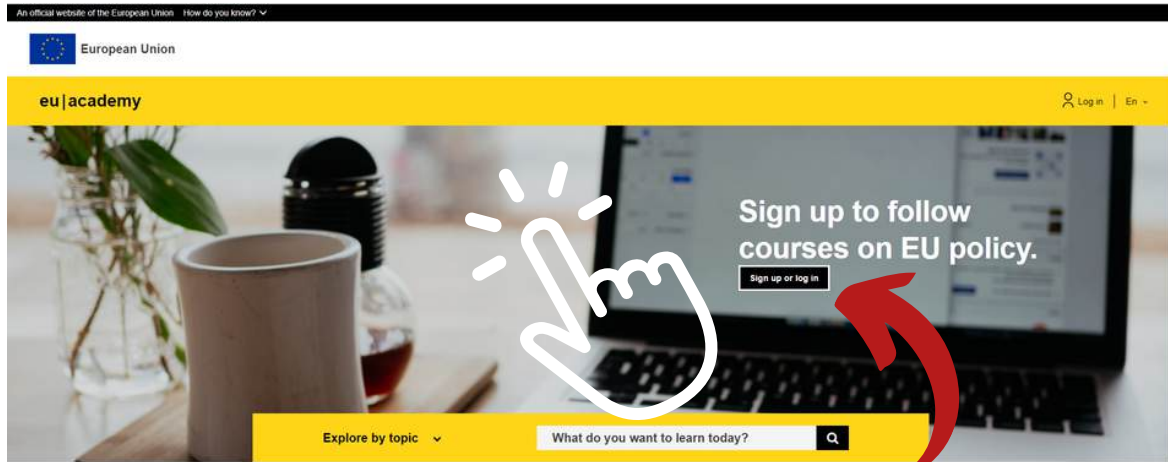 An official website of the European Union How do you know?
European Union
eu|academy
Log in | En
Sign up to follow
courses on EU policy.
Sign up or log in
Explore by topic
What do you want to learn today?